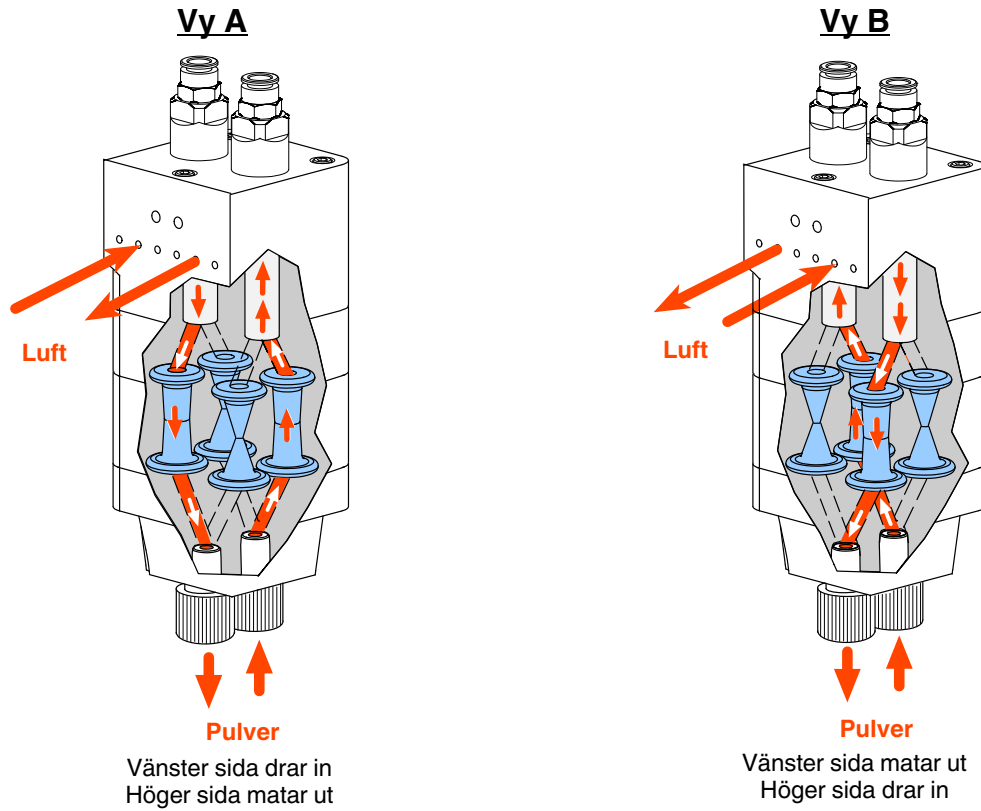 Vy A
Vy B
Luft
Luft
Pulver
Vänster sida drar in
Höger sida matar ut
Pulver
Vänster sida matar ut
Höger sida drar in